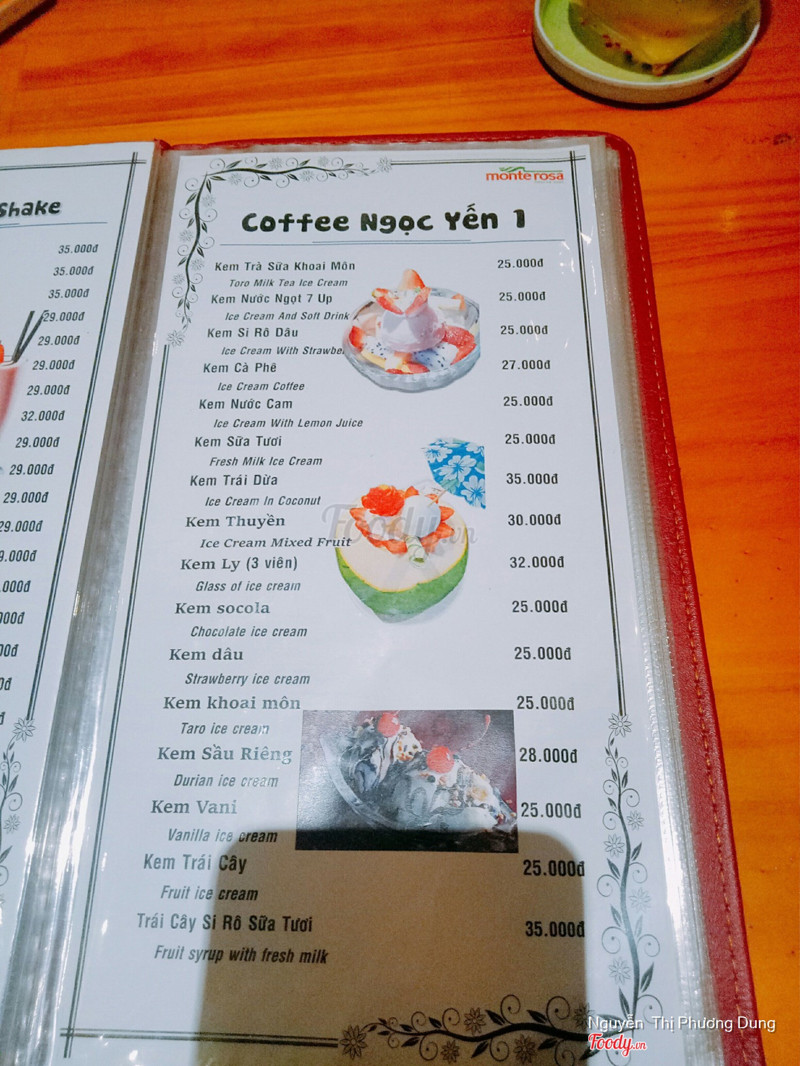 Shake
35.000đ
35.000đ
35.000đ
29.000đ
29.000đ
29.000đ
29.000đ
32.000đ
29.000đ
29.000đ
29.000đ
monte rosa
Coffee Ngọc Yến 1
Kem Trà Sữa Khoai Môn 25.000đ
Toro Milk Tea Ice Cream
Kem Nước Ngọt 7 Up 25.000đ
Ice Cream And Soft Drink
Kem Si Rô Dâu 25.000đ
Ice Cream With Strawber
Kem Cà Phê 27.000đ
Ice Cream Coffee
Kem Nước Cam 25.000đ
Ice Cream With Lemon Juice
Kem Sữa Tươi 25.000đ
Fresh Milk Ice Cream
Kem Trái Dừa 35.000đ
Ice Cream In Coconut
Kem Thuyền 30.000đ
Ice Cream Mixed Fruit
Kem Ly (3 viên) 32.000đ
Glass of ice cream
Kem socola 25.000đ
Chocolate ice cream
Kem dâu 25.000đ
Strawberry ice cream
Kem khoai môn 25.000đ
Taro ice cream
Kem Sầu Riêng 28.000đ
Durian ice cream
Kem Vani 25.000đ
Vanilla ice cream
Kem Trái Cây 25.000đ
Fruit ice cream
Trái Cây Si Rô Sữa Tươi 35.000đ
Fruit syrup with fresh milk
Foody.vn
Nguyễn Thị Phương Dung
Foody.vn